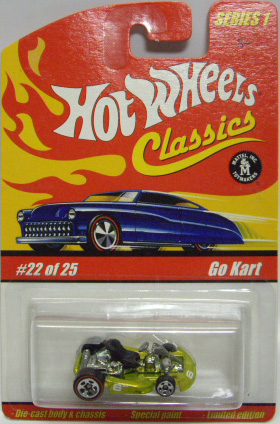 SERIES 1
Hot Wheels
Classics
MATTEL, INC.
TOYMAKERS
#22 of 25
Go Kart
Die-cast body & chassis Special paint Limited edition